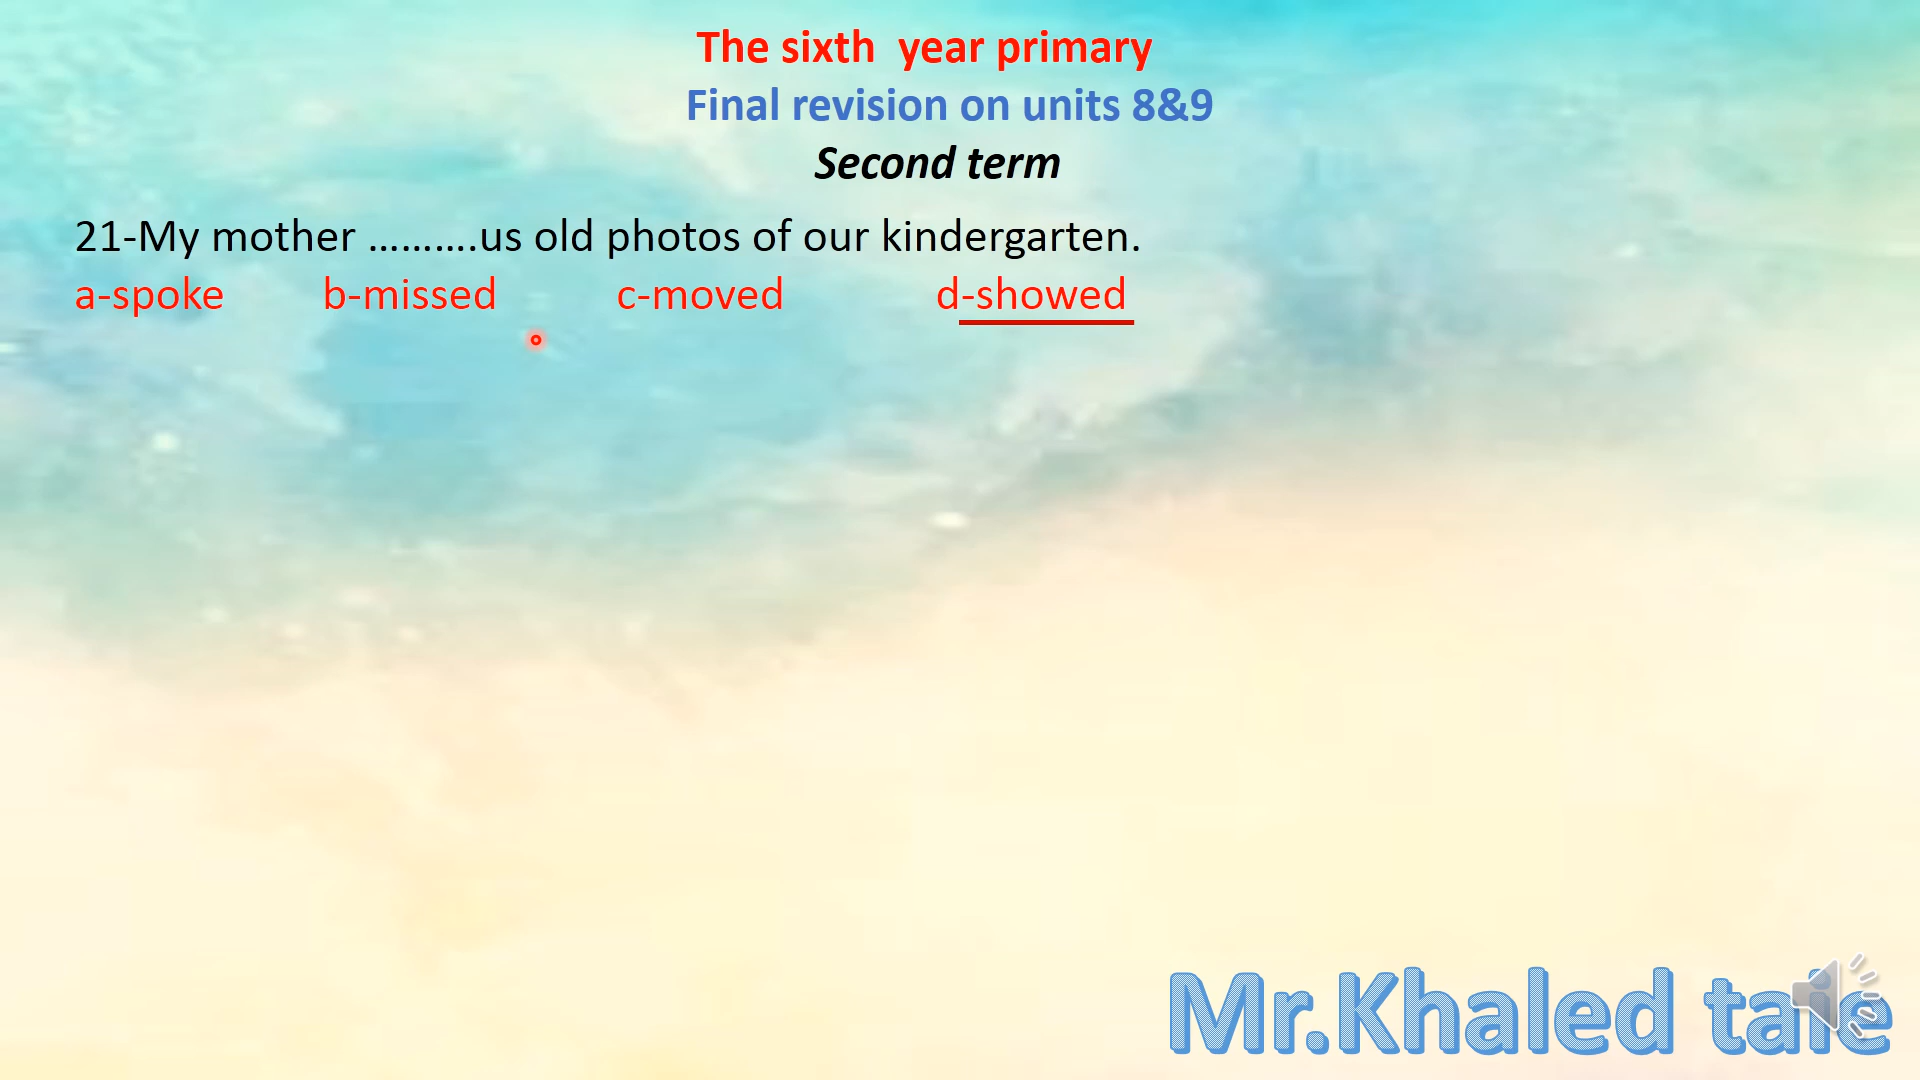 The sixth  year primary
Final revision on units 8&9
Second term
21-My mother ……….us old photos of our kindergarten.
a-spoke b-missed c-moved d-showed
Mr.Khaled